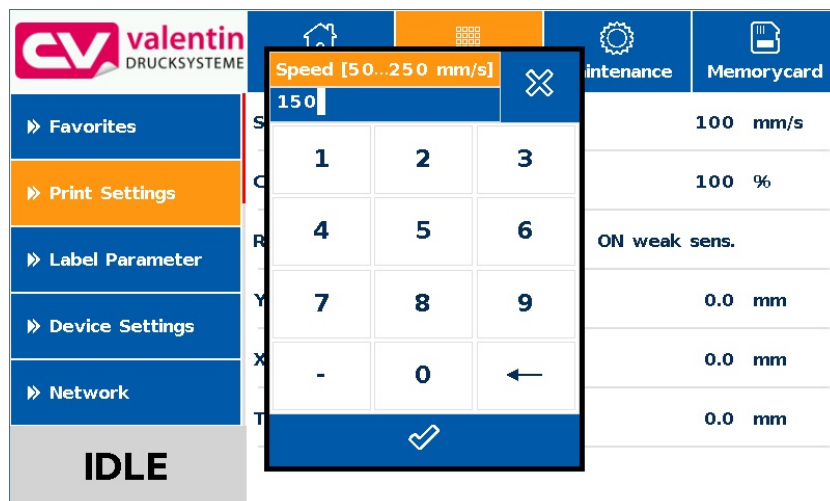 CV valentin
DRUCKSYSTEME
intenance
Memorycard
Speed [50...250 mm/s]
150
Favorites
S
100 mm/s
1 2 3
Print Settings
C
100 %
4 5 6
R
ON weak sens.
Label Parameter
Y
0.0 mm
7 8 9
Device Settings
X
0.0 mm
- 0 ←
Network
T
0.0 mm
IDLE